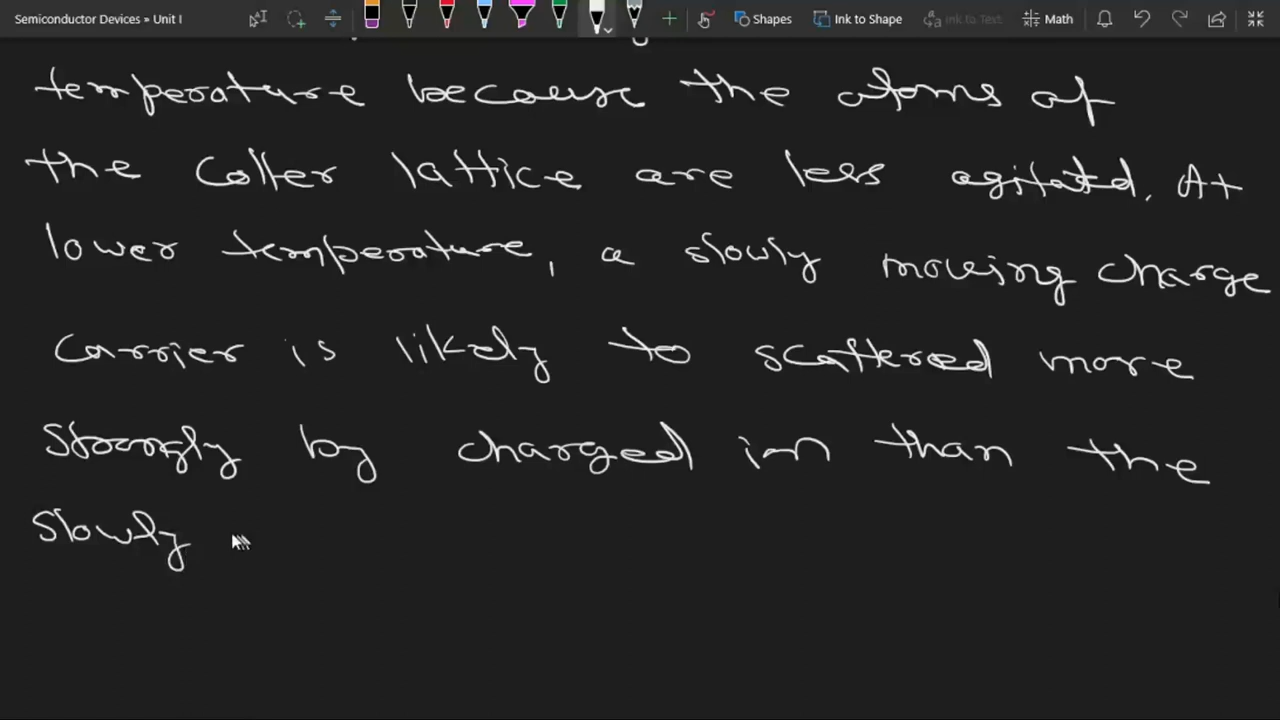 Semiconductor Devices » Unit I
Shapes
Ink to Shape
Ink to Text
Math
temperature because the atoms of
the Colter lattice are less agitated. At
lower temperature, a slowly moving charge
carrier is likely to scattered more
strongly by charged ion than the
slowly